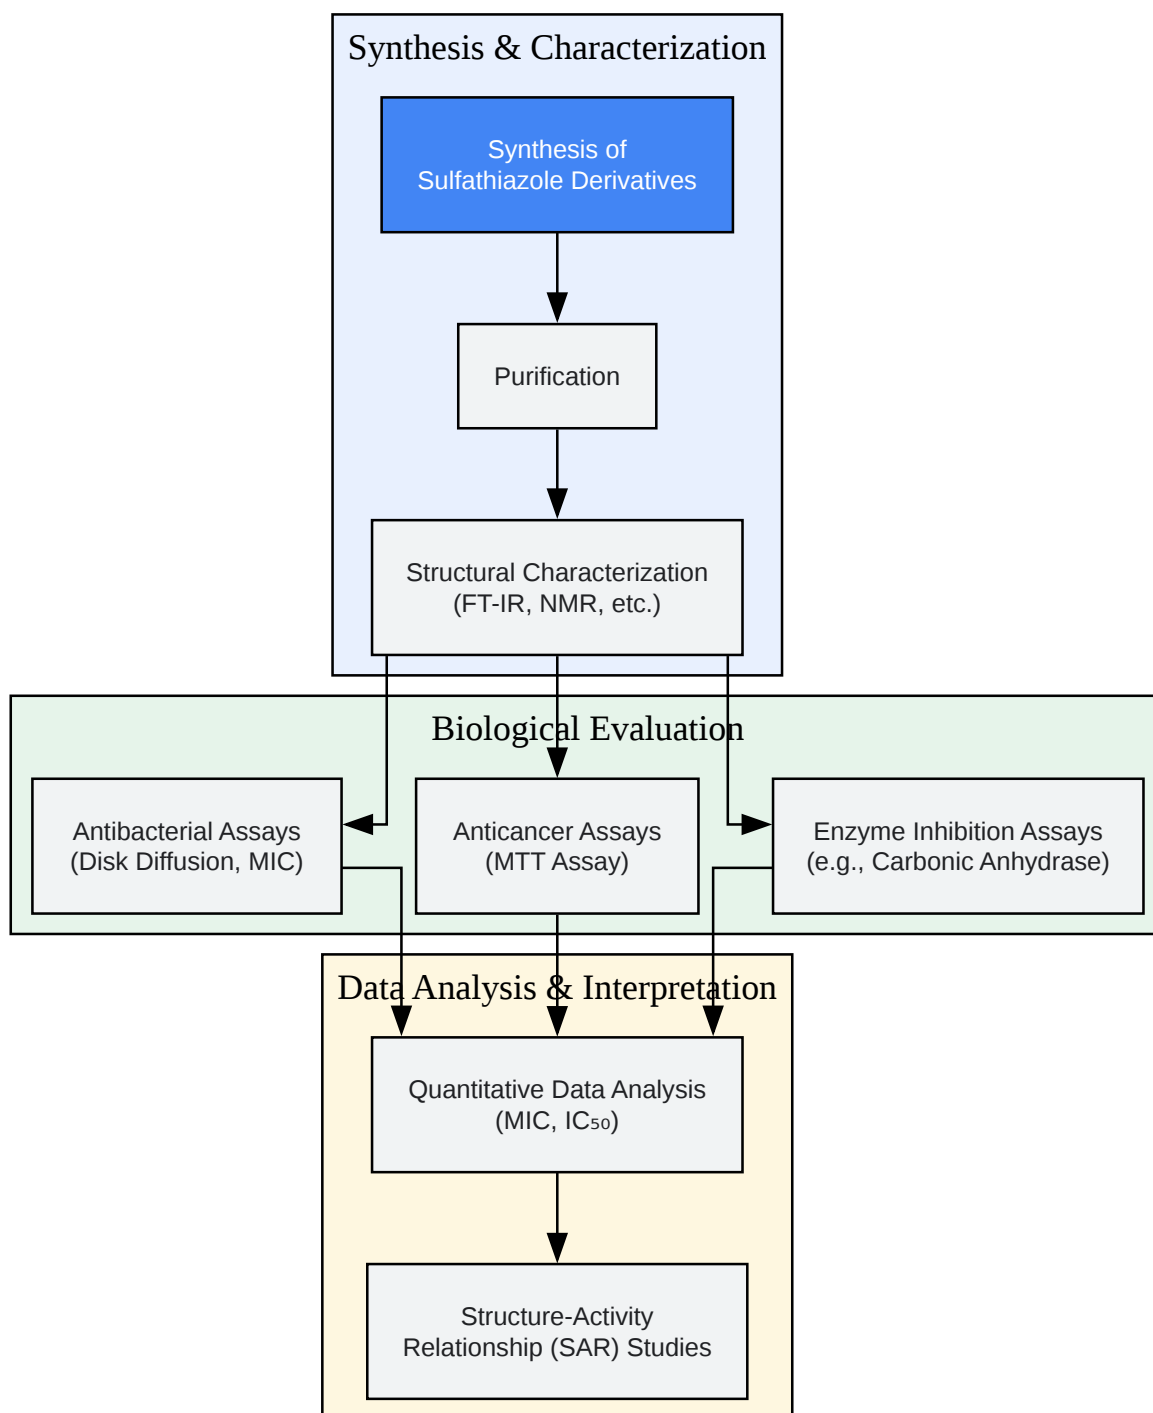 Synthesis & Characterization
Synthesis of
Sulfathiazole Derivatives
Purification
Structural Characterization
(FT-IR, NMR, etc.)
Biological Evaluation
Antibacterial Assays
(Disk Diffusion, MIC)
Anticancer Assays
(MTT Assay)
Enzyme Inhibition Assays
(e.g., Carbonic Anhydrase)
Data Analysis & Interpretation
Quantitative Data Analysis
(MIC, IC₅₀)
Structure-Activity
Relationship (SAR) Studies